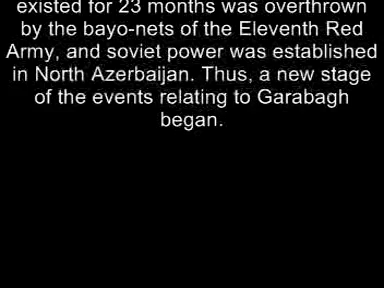 existed for 23 months was overthrown
by the bayo-nets of the Eleventh Red
Army, and soviet power was established
in North Azerbaijan. Thus, a new stage
of the events relating to Garabagh
began.